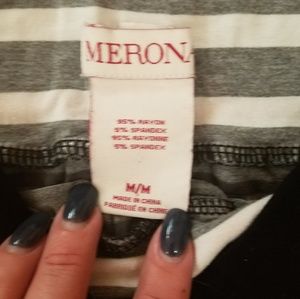 MERONA
95% RAYON
5% SPANDEX
95% RAYONNE
5% SPANDEX
M/M
MADE IN CHINA
FABRIQUÉ EN CHINE